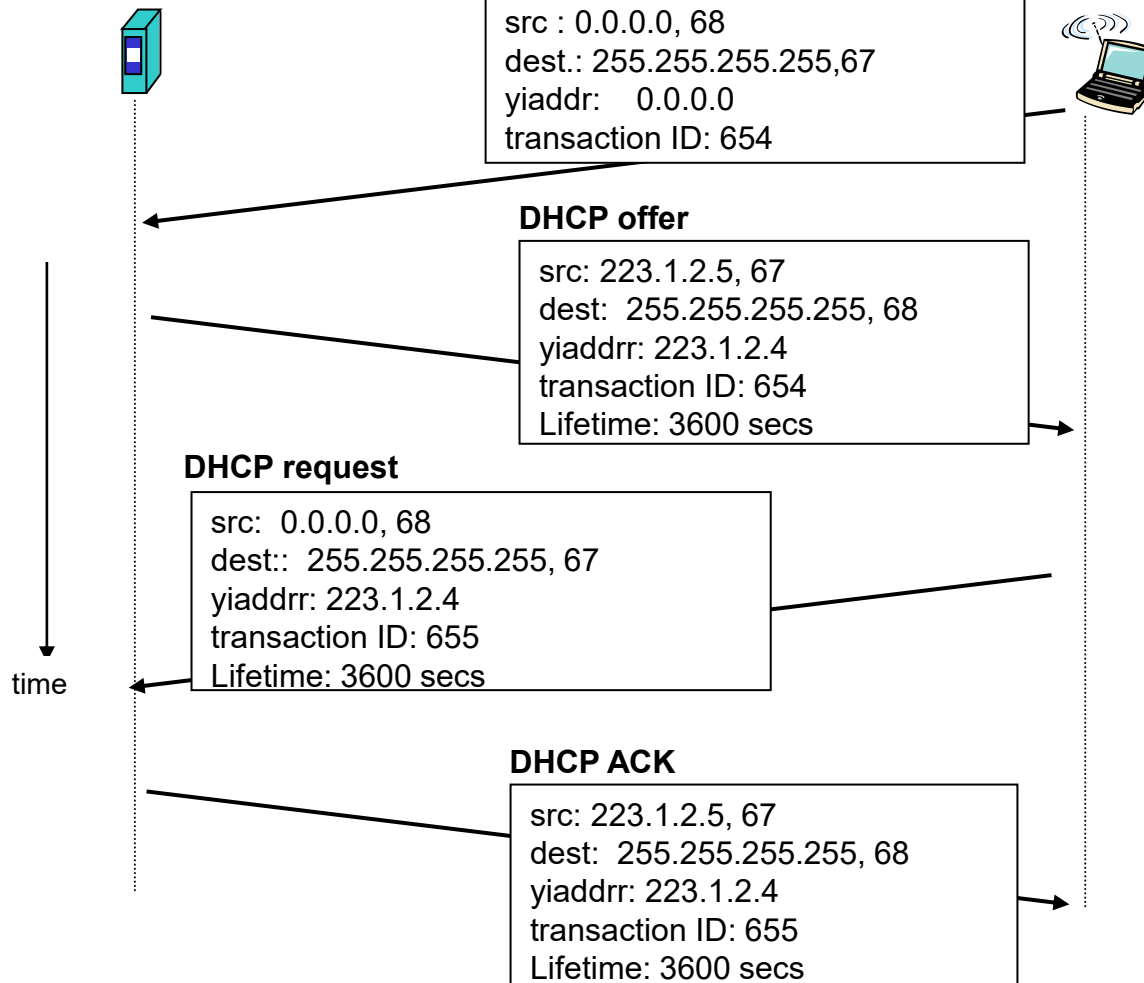 src : 0.0.0.0, 68
dest.: 255.255.255.255,67
yiaddr: 0.0.0.0
transaction ID: 654
DHCP offer
src: 223.1.2.5, 67
dest: 255.255.255.255, 68
yiaddrr: 223.1.2.4
transaction ID: 654
Lifetime: 3600 secs
DHCP request
src: 0.0.0.0, 68
dest:: 255.255.255.255, 67
yiaddrr: 223.1.2.4
transaction ID: 655
Lifetime: 3600 secs
time
DHCP ACK
src: 223.1.2.5, 67
dest: 255.255.255.255, 68
yiaddrr: 223.1.2.4
transaction ID: 655
Lifetime: 3600 secs